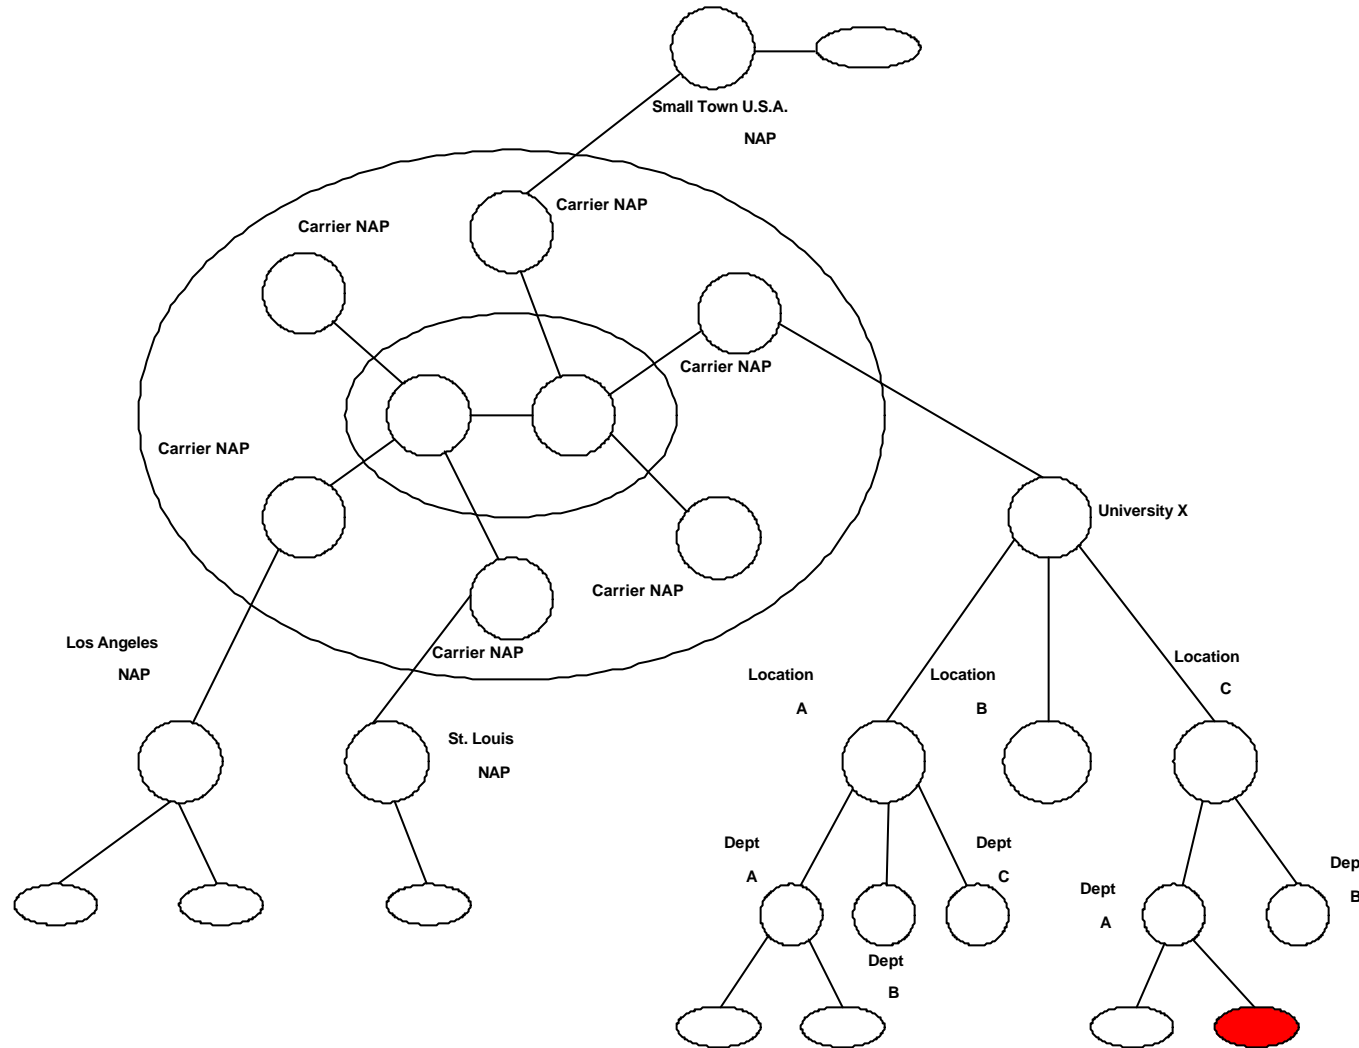 Small Town U.S.A.
NAP
Carrier NAP
Carrier NAP
Carrier NAP
Carrier NAP
University X
Carrier NAP
Los Angeles
NAP
Carrier NAP
Location
A
Location
B
Location
C
St. Louis
NAP
Dept
A
Dept
C
Dept
B
Dept
A
Dept
B